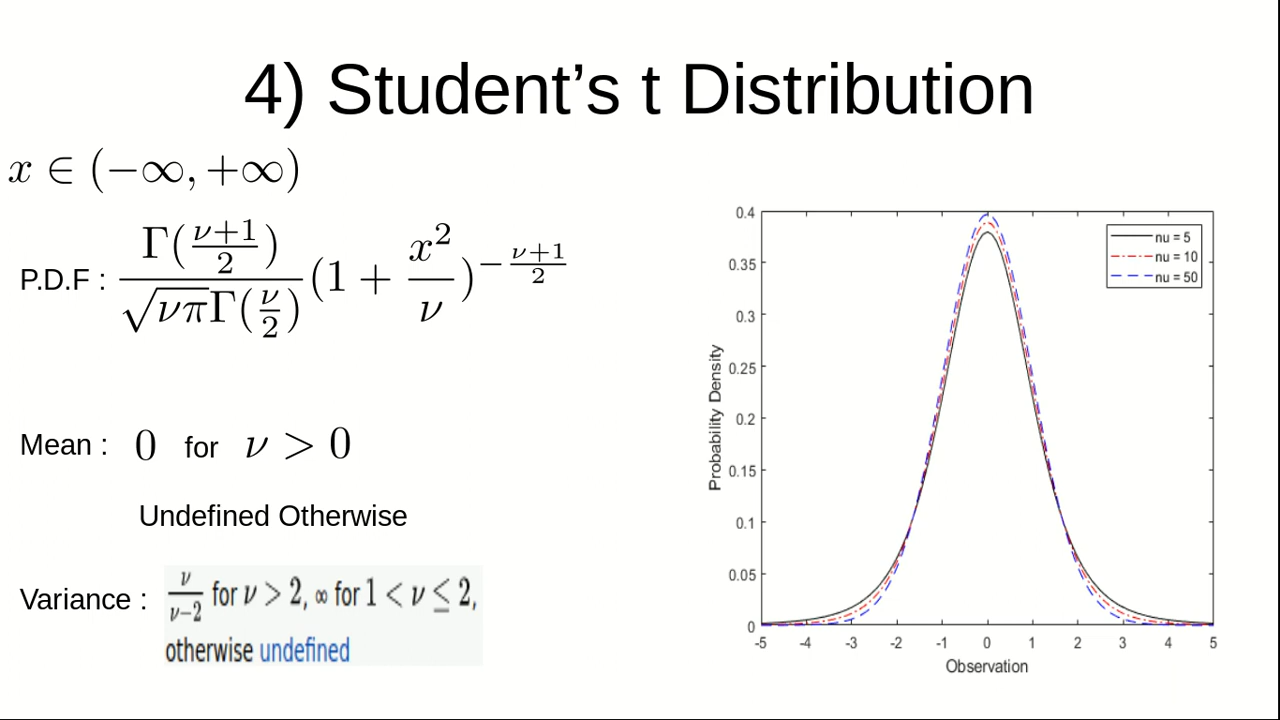 4) Student’s t Distribution
x ∈ (−∞, +∞)
P.D.F : Γ((ν+1)/2) / (√(νπ)Γ(ν/2)) (1 + x²/ν)^(−(ν+1)/2)
Mean : 0 for ν > 0
Undefined Otherwise
Variance : ν/(ν−2) for ν > 2, ∞ for 1 < ν ≤ 2,
otherwise undefined
0.4
0.35
0.3
0.25
0.2
0.15
0.1
0.05
0
Probability Density
nu = 5
nu = 10
nu = 50
-5 -4 -3 -2 -1 0 1 2 3 4 5
Observation